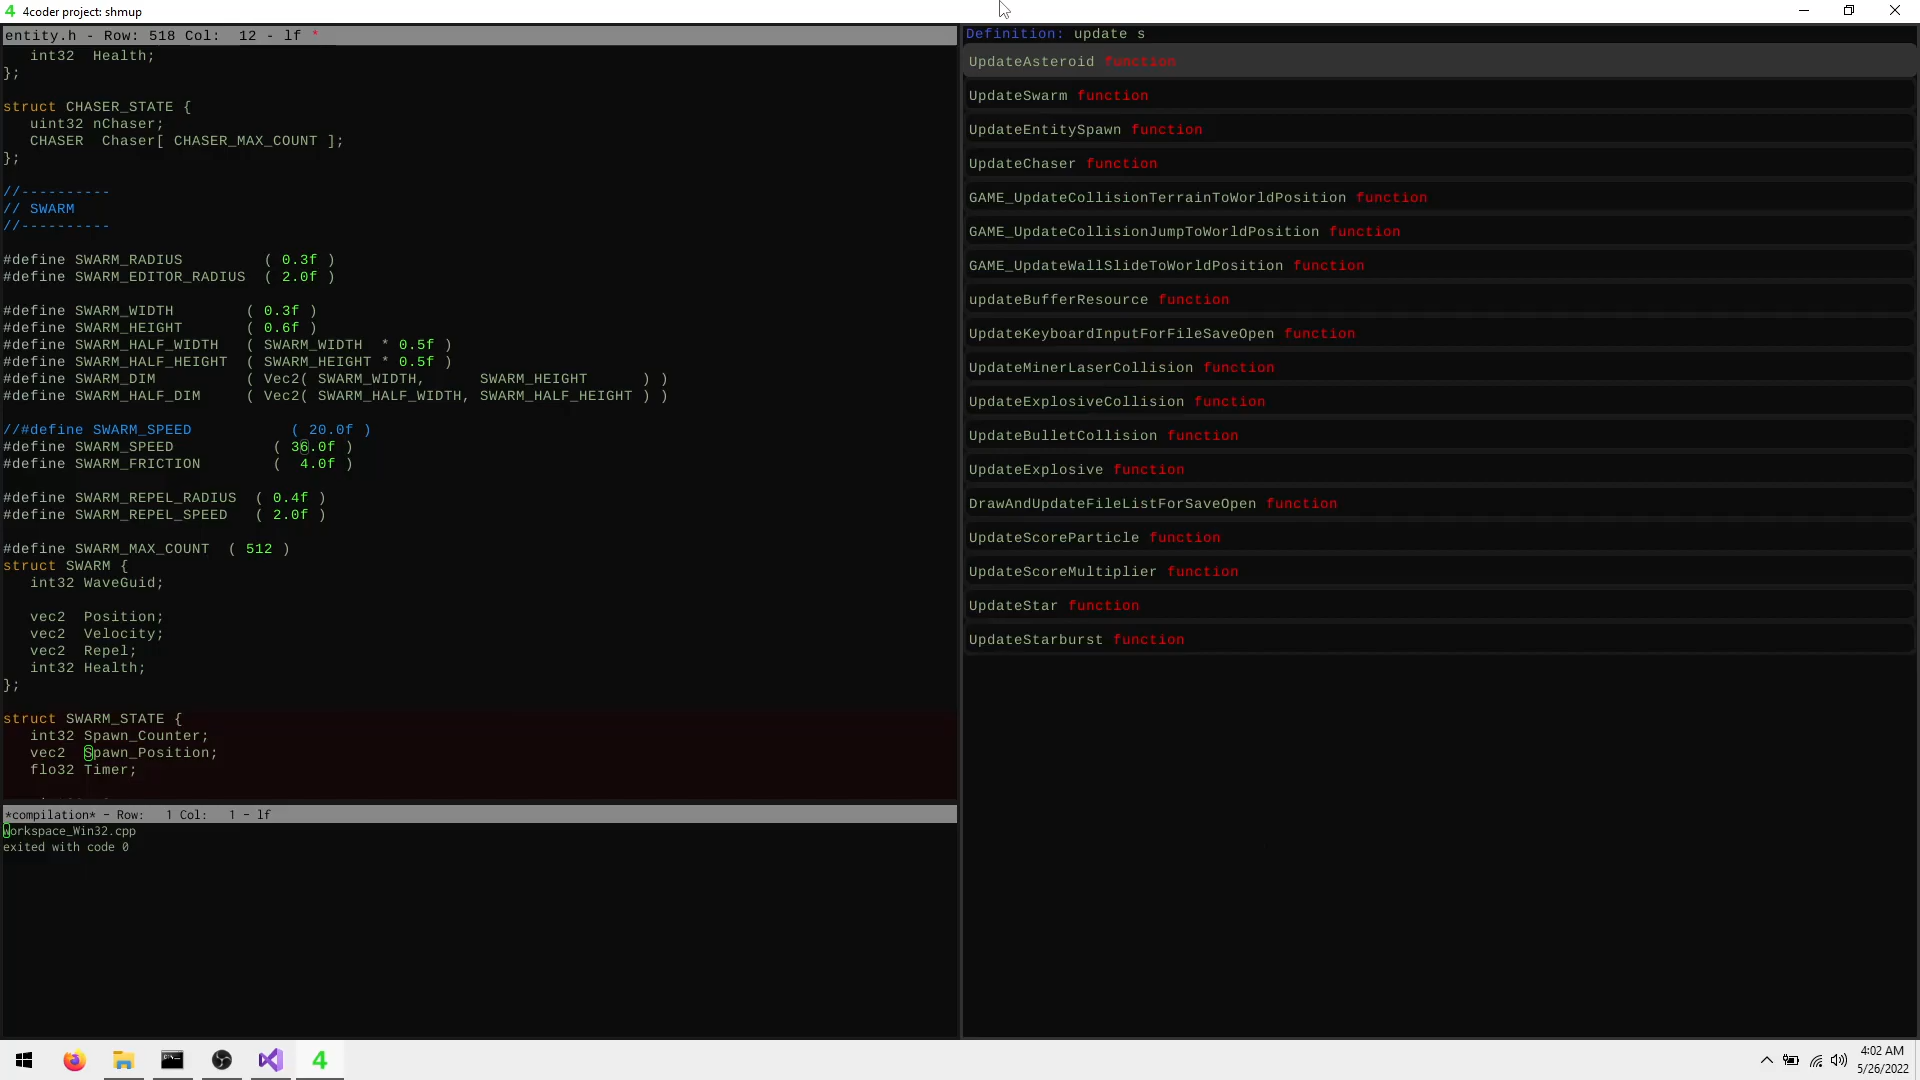 4 4coder project: shmup
entity.h - Row: 518 Col:  12 - lf *
int32  Health;
};
struct CHASER_STATE {
uint32 nChaser;
CHASER  Chaser[ CHASER_MAX_COUNT ];
};
//----------
// SWARM
//----------
#define SWARM_RADIUS         ( 0.3f )
#define SWARM_EDITOR_RADIUS  ( 2.0f )
#define SWARM_WIDTH        ( 0.3f )
#define SWARM_HEIGHT       ( 0.6f )
#define SWARM_HALF_WIDTH   ( SWARM_WIDTH  * 0.5f )
#define SWARM_HALF_HEIGHT  ( SWARM_HEIGHT * 0.5f )
#define SWARM_DIM          ( Vec2( SWARM_WIDTH,      SWARM_HEIGHT      ) )
#define SWARM_HALF_DIM     ( Vec2( SWARM_HALF_WIDTH, SWARM_HALF_HEIGHT ) )
//#define SWARM_SPEED           ( 20.0f )
#define SWARM_SPEED           ( 36.0f )
#define SWARM_FRICTION        (  4.0f )
#define SWARM_REPEL_RADIUS  ( 0.4f )
#define SWARM_REPEL_SPEED   ( 2.0f )
#define SWARM_MAX_COUNT  ( 512 )
struct SWARM {
int32 WaveGuid;
vec2  Position;
vec2  Velocity;
vec2  Repel;
int32 Health;
};
struct SWARM_STATE {
int32 Spawn_Counter;
vec2  Spawn_Position;
flo32 Timer;
*compilation* - Row:   1 Col:   1 - lf
workspace_Win32.cpp
exited with code 0
Definition: update s
UpdateAsteroid function
UpdateSwarm function
UpdateEntitySpawn function
UpdateChaser function
GAME_UpdateCollisionTerrainToWorldPosition function
GAME_UpdateCollisionJumpToWorldPosition function
GAME_UpdateWallSlideToWorldPosition function
updateBufferResource function
UpdateKeyboardInputForFileSaveOpen function
UpdateMinerLaserCollision function
UpdateExplosiveCollision function
UpdateBulletCollision function
UpdateExplosive function
DrawAndUpdateFileListForSaveOpen function
UpdateScoreParticle function
UpdateScoreMultiplier function
UpdateStar function
UpdateStarburst function
4
4:02 AM
5/26/2022